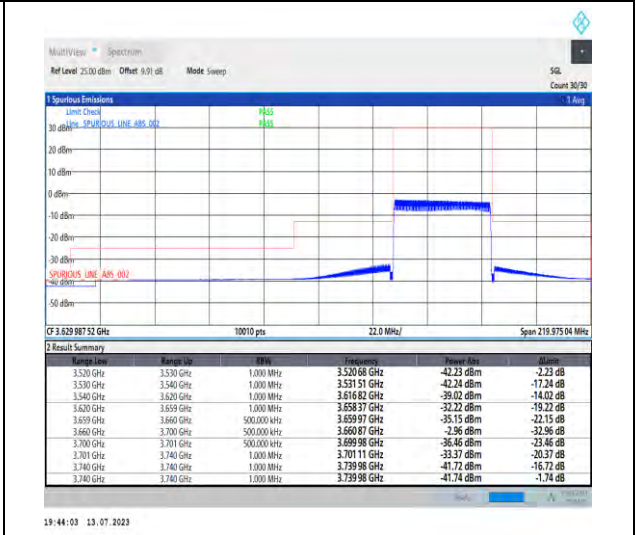 MultiView Spectrum
Ref Level 25.00 dBm Offset 9.91 dB Mode Sweep SGL
Count 30/30
1 Spurious Emissions 1 Avg
Limit Check PASS
Line SPURIOUS LINE ABS 002 PASS
30 dBm
20 dBm
10 dBm
0 dBm
-10 dBm
-20 dBm
-30 dBm
SPURIOUS LINE ABS 002
-40 dBm
-50 dBm
CF 3.629 987 52 GHz 10010 pts 22.0 MHz/ Span 219.975 04 MHz
2 Result Summary
Range Low Range Up RBW Frequency Power Abs ΔLimit
3.520 GHz 3.530 GHz 1.000 MHz 3.520 68 GHz -42.23 dBm -2.23 dB
3.530 GHz 3.540 GHz 1.000 MHz 3.531 51 GHz -42.24 dBm -17.24 dB
3.540 GHz 3.620 GHz 1.000 MHz 3.616 82 GHz -39.02 dBm -14.02 dB
3.620 GHz 3.659 GHz 1.000 MHz 3.658 37 GHz -32.22 dBm -19.22 dB
3.659 GHz 3.660 GHz 500.000 kHz 3.659 97 GHz -35.15 dBm -22.15 dB
3.660 GHz 3.700 GHz 500.000 kHz 3.660 87 GHz -2.96 dBm -32.96 dB
3.700 GHz 3.701 GHz 500.000 kHz 3.699 98 GHz -36.46 dBm -23.46 dB
3.701 GHz 3.740 GHz 1.000 MHz 3.701 11 GHz -33.37 dBm -20.37 dB
3.740 GHz 3.740 GHz 1.000 MHz 3.739 98 GHz -41.72 dBm -16.72 dB
3.740 GHz 3.740 GHz 1.000 MHz 3.739 98 GHz -41.74 dBm -1.74 dB
19:44:03 13.07.2023